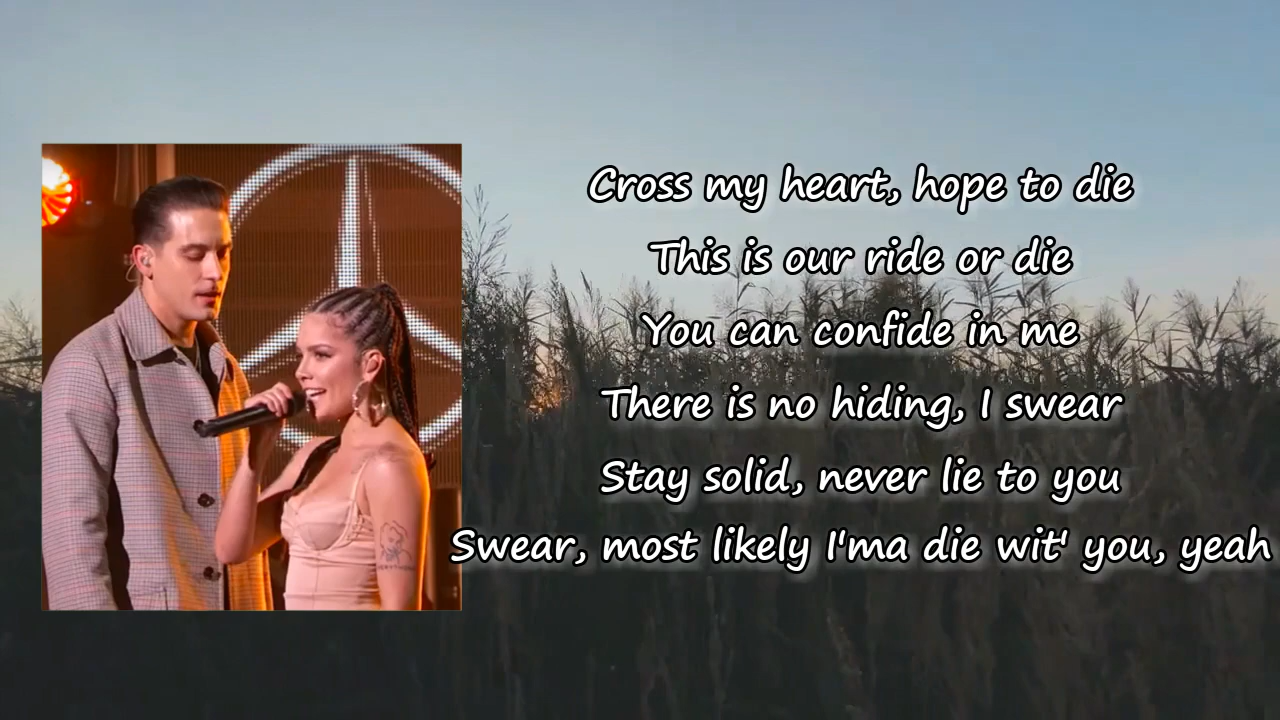 Cross my heart, hope to die
This is our ride or die
You can confide in me
There is no hiding, I swear
Stay solid, never lie to you
Swear, most likely I'ma die wit' you, yeah